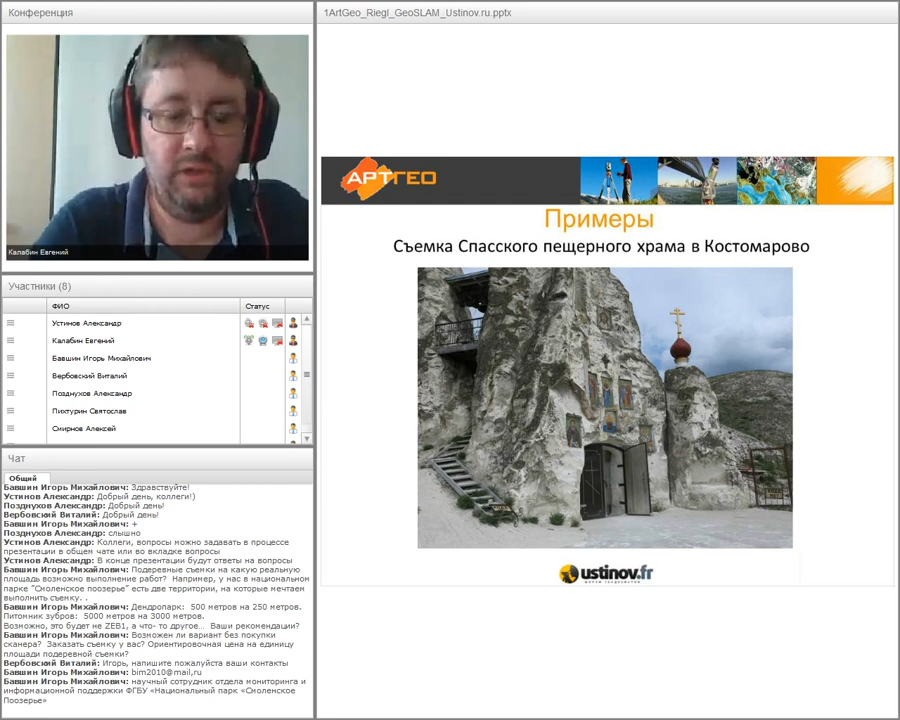 Конференция
Калабин Евгений
Участники (8)
ФИО
Статус
Устинов Александр
Калабин Евгений
Бавшин Игорь Михайлович
Вербовский Виталий
Позднухов Александр
Пихтурин Святослав
Смирнов Алексей
Чат
Общий
Бавшин Игорь Михайлович: Здравствуйте!
Устинов Александр: Добрый день, коллеги!)
Позднухов Александр: Добрый день!
Вербовский Виталий: Добрый день!
Бавшин Игорь Михайлович: +
Позднухов Александр: слышно
Устинов Александр: Коллеги, вопросы можно задавать в процессе
презентации в общем чате или во вкладке вопросы
Устинов Александр: В конце презентации будут ответы на вопросы
Бавшин Игорь Михайлович: Подеревные съемки на какую реальную
площадь возможно выполнение работ? Например, у нас в национальном
парке "Смоленское поозерье" есть две территории, на которые мечтаем
выполнить съемку. .
Бавшин Игорь Михайлович: Дендропарк: 500 метров на 250 метров.
Питомник зубров: 5000 метров на 3000 метров.
Возможно, это будет не ZEB1, а что- то другое... Ваши рекомендации?
Бавшин Игорь Михайлович: Возможен ли вариант без покупки
сканера? Заказать съемку у вас? Ориентировочная цена на единицу
площади подеревной съемки?
Вербовский Виталий: Игорь, напишите пожалуйста ваши контакты
Бавшин Игорь Михайлович: bim2010@mail,ru
Бавшин Игорь Михайлович: научный сотрудник отдела мониторинга и
информационной поддержки ФГБУ «Национальный парк «Смоленское
Поозерье»
1ArtGeo_Riegl_GeoSLAM_Ustinov.ru.pptx
АРТГЕО
Примеры
Съемка Спасского пещерного храма в Костомарово
ustinov.fr